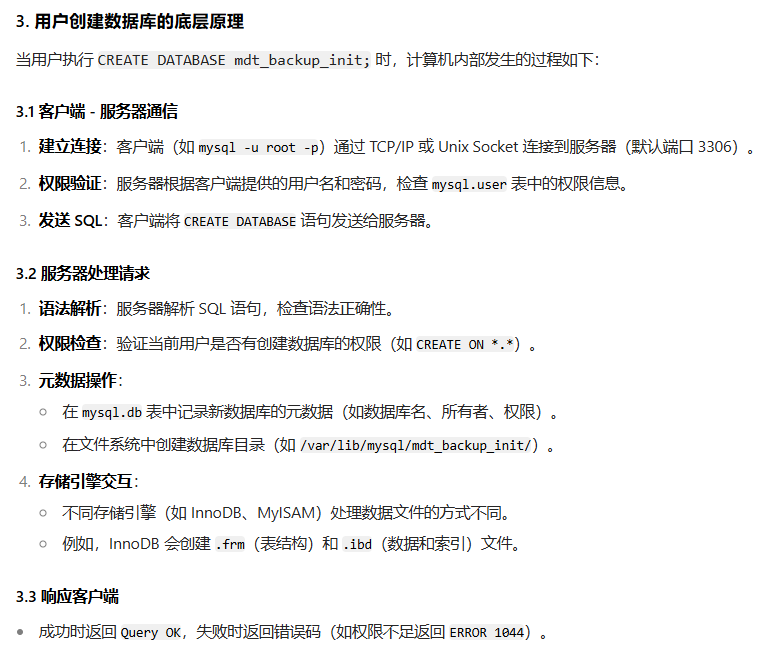 3. 用户创建数据库的底层原理
当用户执行 CREATE DATABASE mdt_backup_init; 时，计算机内部发生的过程如下：
3.1 客户端 - 服务器通信
1. 建立连接：客户端（如 mysql -u root -p）通过 TCP/IP 或 Unix Socket 连接到服务器（默认端口 3306）。
2. 权限验证：服务器根据客户端提供的用户名和密码，检查 mysql.user 表中的权限信息。
3. 发送 SQL：客户端将 CREATE DATABASE 语句发送给服务器。
3.2 服务器处理请求
1. 语法解析：服务器解析 SQL 语句，检查语法正确性。
2. 权限检查：验证当前用户是否有创建数据库的权限（如 CREATE ON *.*）。
3. 元数据操作：
○ 在 mysql.db 表中记录新数据库的元数据（如数据库名、所有者、权限）。
○ 在文件系统中创建数据库目录（如 /var/lib/mysql/mdt_backup_init/）。
4. 存储引擎交互：
○ 不同存储引擎（如 InnoDB、MyISAM）处理数据文件的方式不同。
○ 例如，InnoDB 会创建 .frm（表结构）和 .ibd（数据和索引）文件。
3.3 响应客户端
● 成功时返回 Query OK，失败时返回错误码（如权限不足返回 ERROR 1044）。